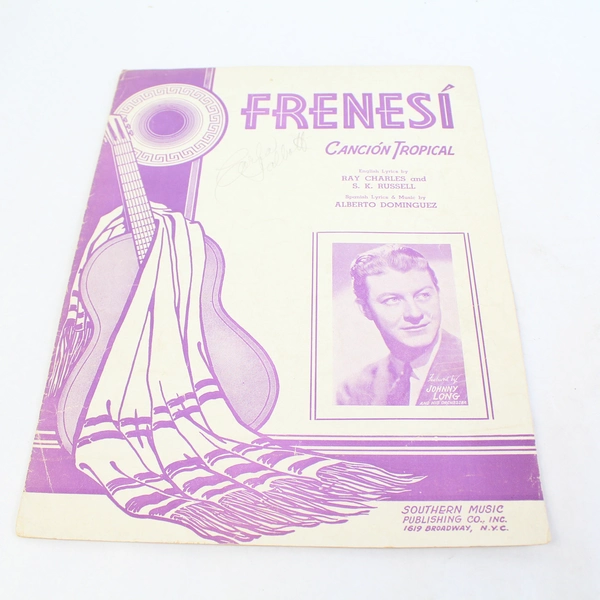 FRENESÍ
CANCIÓN TROPICAL
English Lyrics by
RAY CHARLES and
S. K. RUSSELL
Spanish Lyrics & Music by
ALBERTO DOMINGUEZ
Featured by
JOHNNY
LONG
AND HIS ORCHESTRA
SOUTHERN MUSIC
PUBLISHING CO., INC.
1619 BROADWAY, N.Y.C.